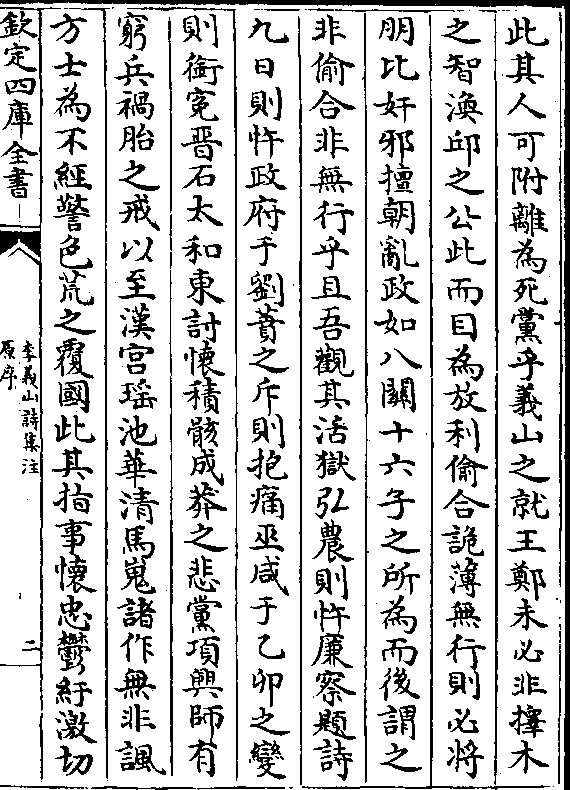 此其人可附離為死黨乎義山之就王鄭未必非擇木
之智渙邱之公此而目為放利偷合詭薄無行則必將
朋比奸邪擅朝亂政如八關十六子之所為而後謂之
非偷合非無行乎且吾觀其活獄弘農則忤廉察題詩
九日則忤政府于劉蕡之斥則抱痛巫咸于乙卯之變
則銜冤晋石太和東討懷積骸成莽之悲黨項興師有
窮兵禍胎之戒以至漢宫瑶池華清馬嵬諸作無非諷
方士為不經警色荒之覆國此其指事懷忠鬱紆激切
欽定四庫全書
李義山詩集注
原序
二